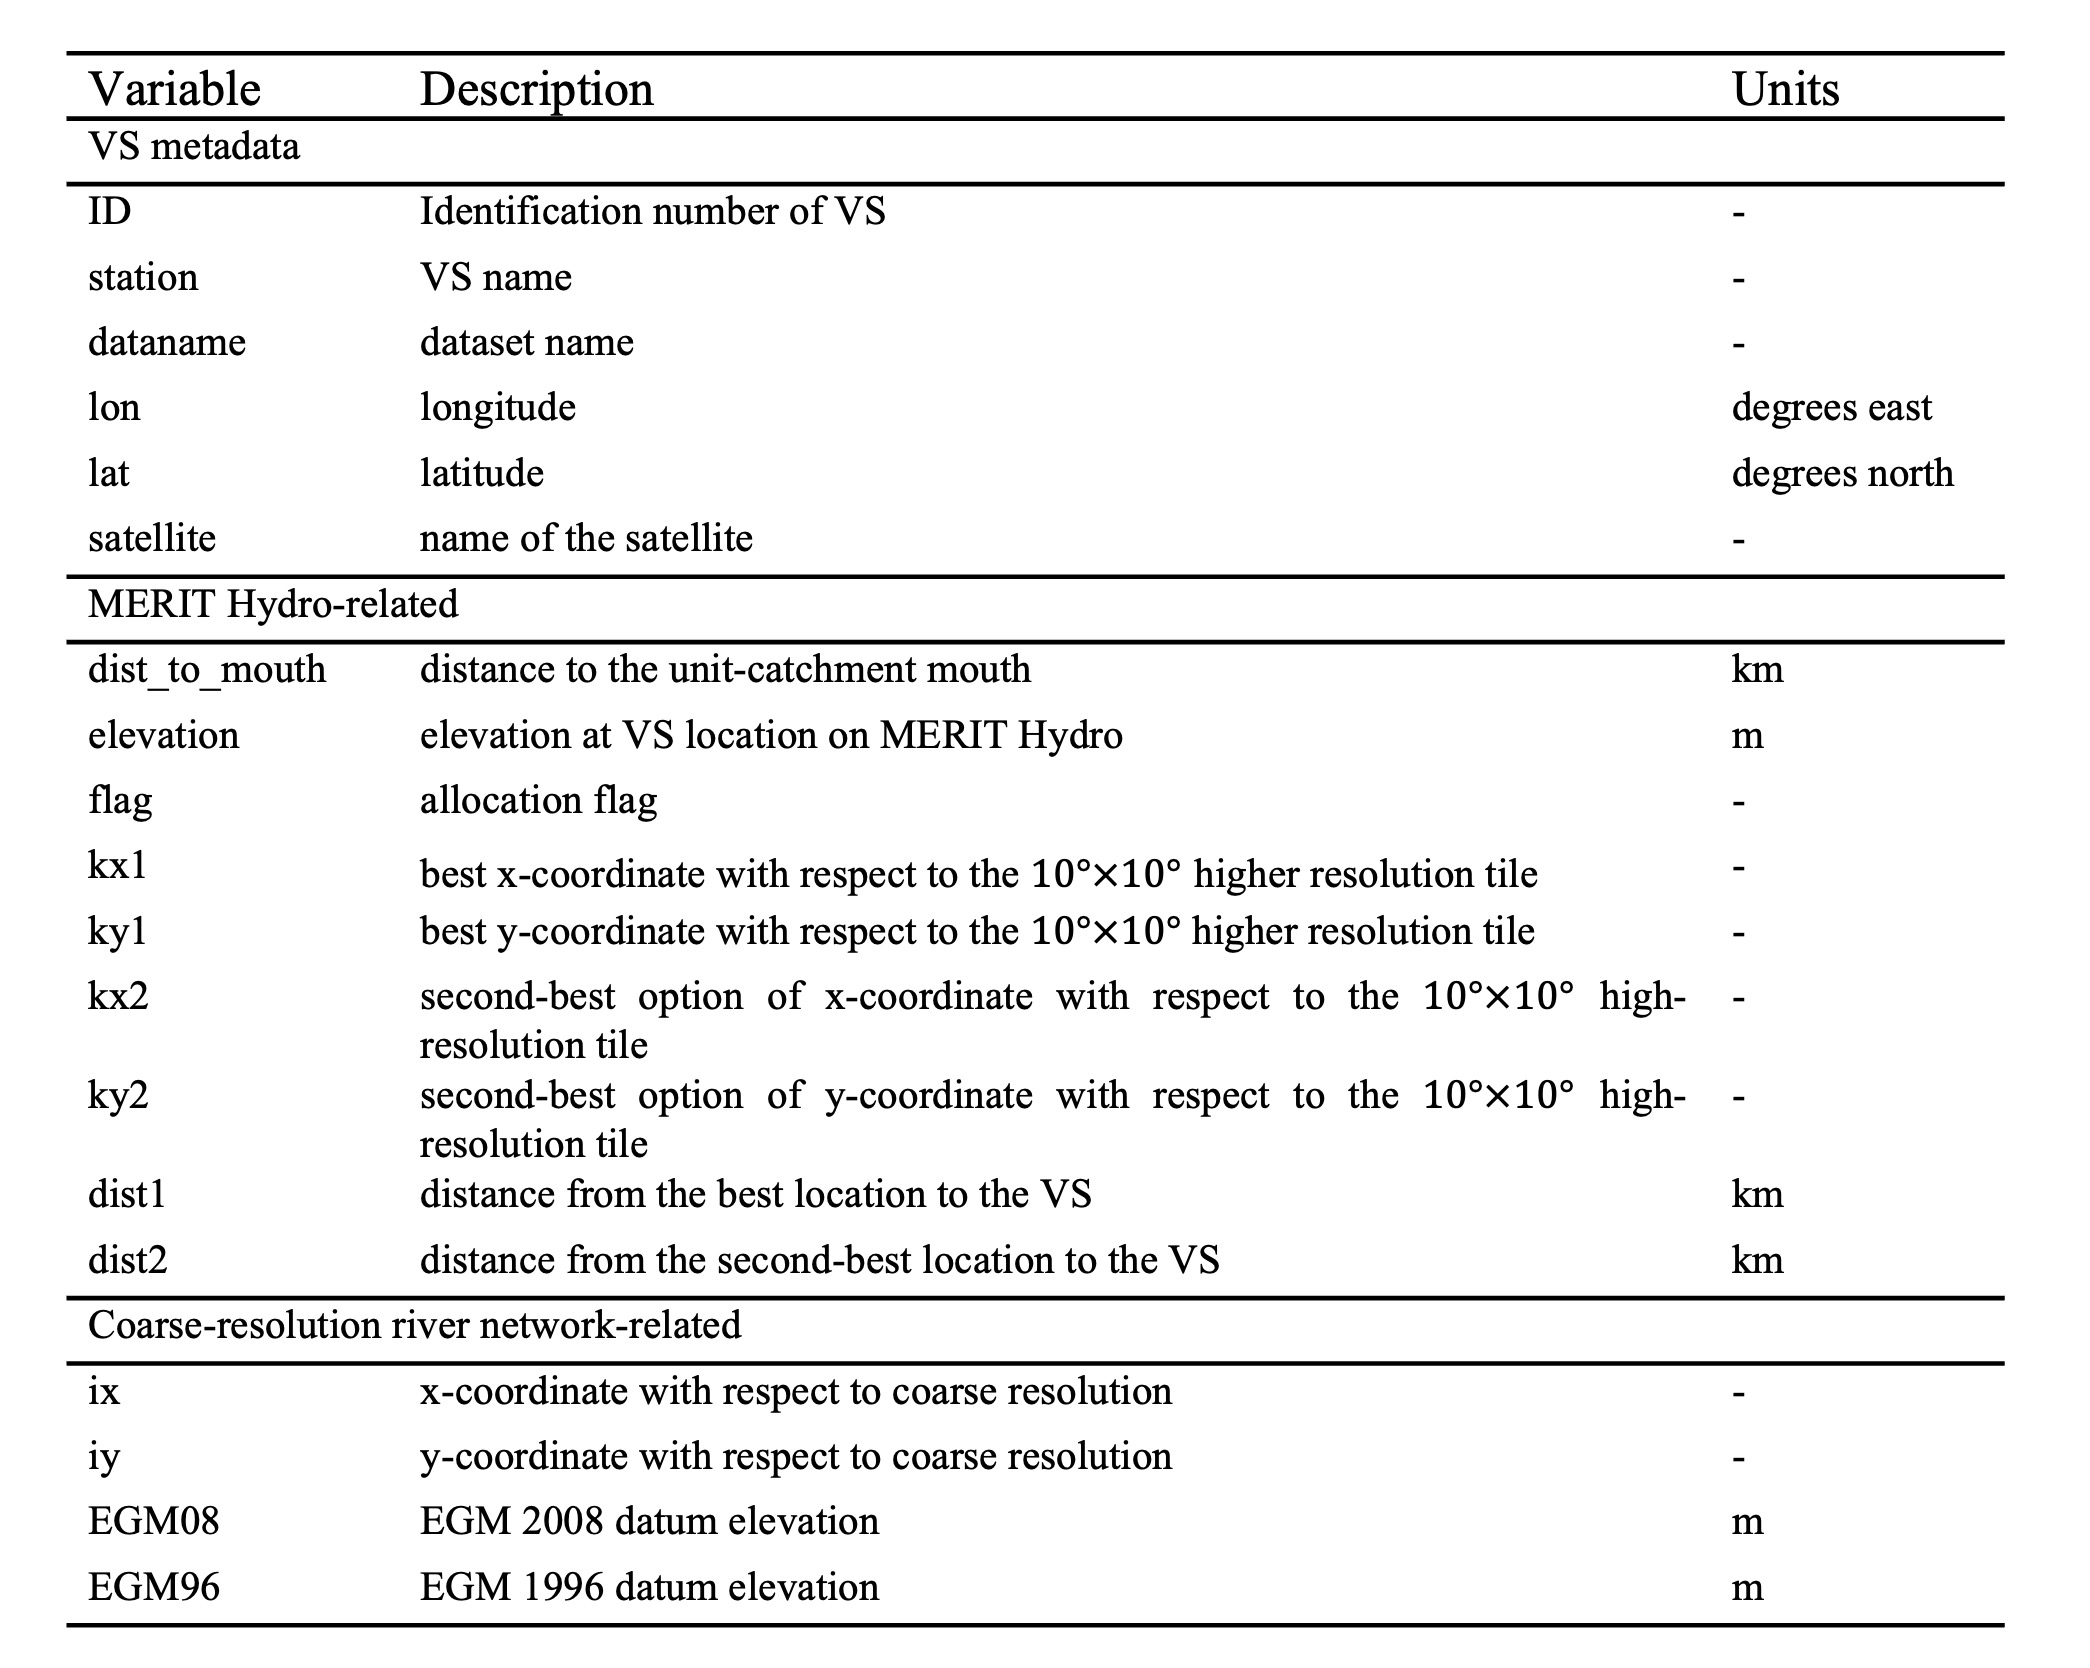 Variable Description Units
VS metadata
ID Identification number of VS -
station VS name -
dataname dataset name -
lon longitude degrees east
lat latitude degrees north
satellite name of the satellite -
MERIT Hydro-related
dist_to_mouth distance to the unit-catchment mouth km
elevation elevation at VS location on MERIT Hydro m
flag allocation flag -
kx1 best x-coordinate with respect to the 10°×10° higher resolution tile -
ky1 best y-coordinate with respect to the 10°×10° higher resolution tile -
kx2 second-best option of x-coordinate with respect to the 10°×10° high- -
resolution tile
ky2 second-best option of y-coordinate with respect to the 10°×10° high- -
resolution tile
dist1 distance from the best location to the VS km
dist2 distance from the second-best location to the VS km
Coarse-resolution river network-related
ix x-coordinate with respect to coarse resolution -
iy y-coordinate with respect to coarse resolution -
EGM08 EGM 2008 datum elevation m
EGM96 EGM 1996 datum elevation m